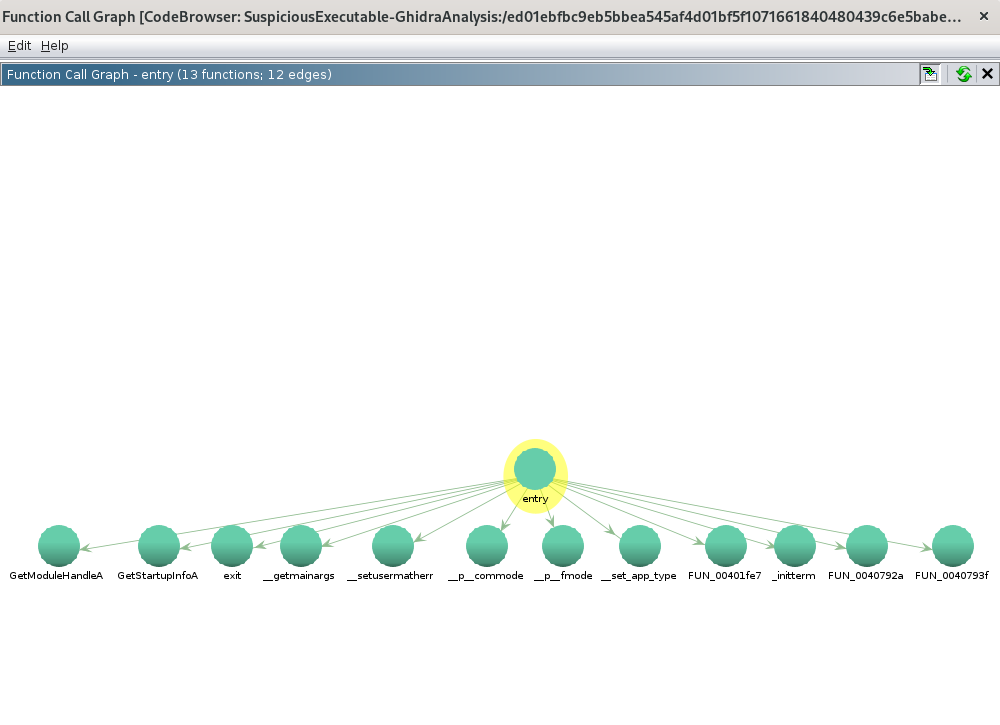 Function Call Graph [CodeBrowser: SuspiciousExecutable-GhidraAnalysis:/ed01ebfbc9eb5bbea545af4d01bf5f1071661840480439c6e5babe...
Edit Help
Function Call Graph - entry (13 functions; 12 edges)
entry
GetModuleHandleA GetStartupInfoA exit __getmainargs __setusermatherr __p__commode __p__fmode __set_app_type FUN_00401fe7 _initterm FUN_0040792a FUN_0040793f